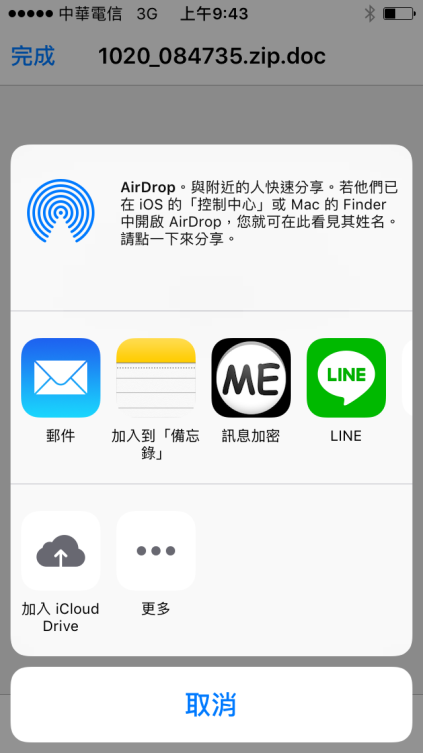 中華電信 3G 上午9:43
完成 1020_084735.zip.doc
AirDrop。與附近的人快速分享。若他們已
在 iOS 的「控制中心」或 Mac 的 Finder
中開啟 AirDrop，您就可在此看見其姓名。
請點一下來分享。
ME LINE
郵件 加入到「備忘 訊息加密 LINE
錄」
加入 iCloud 更多
Drive
取消